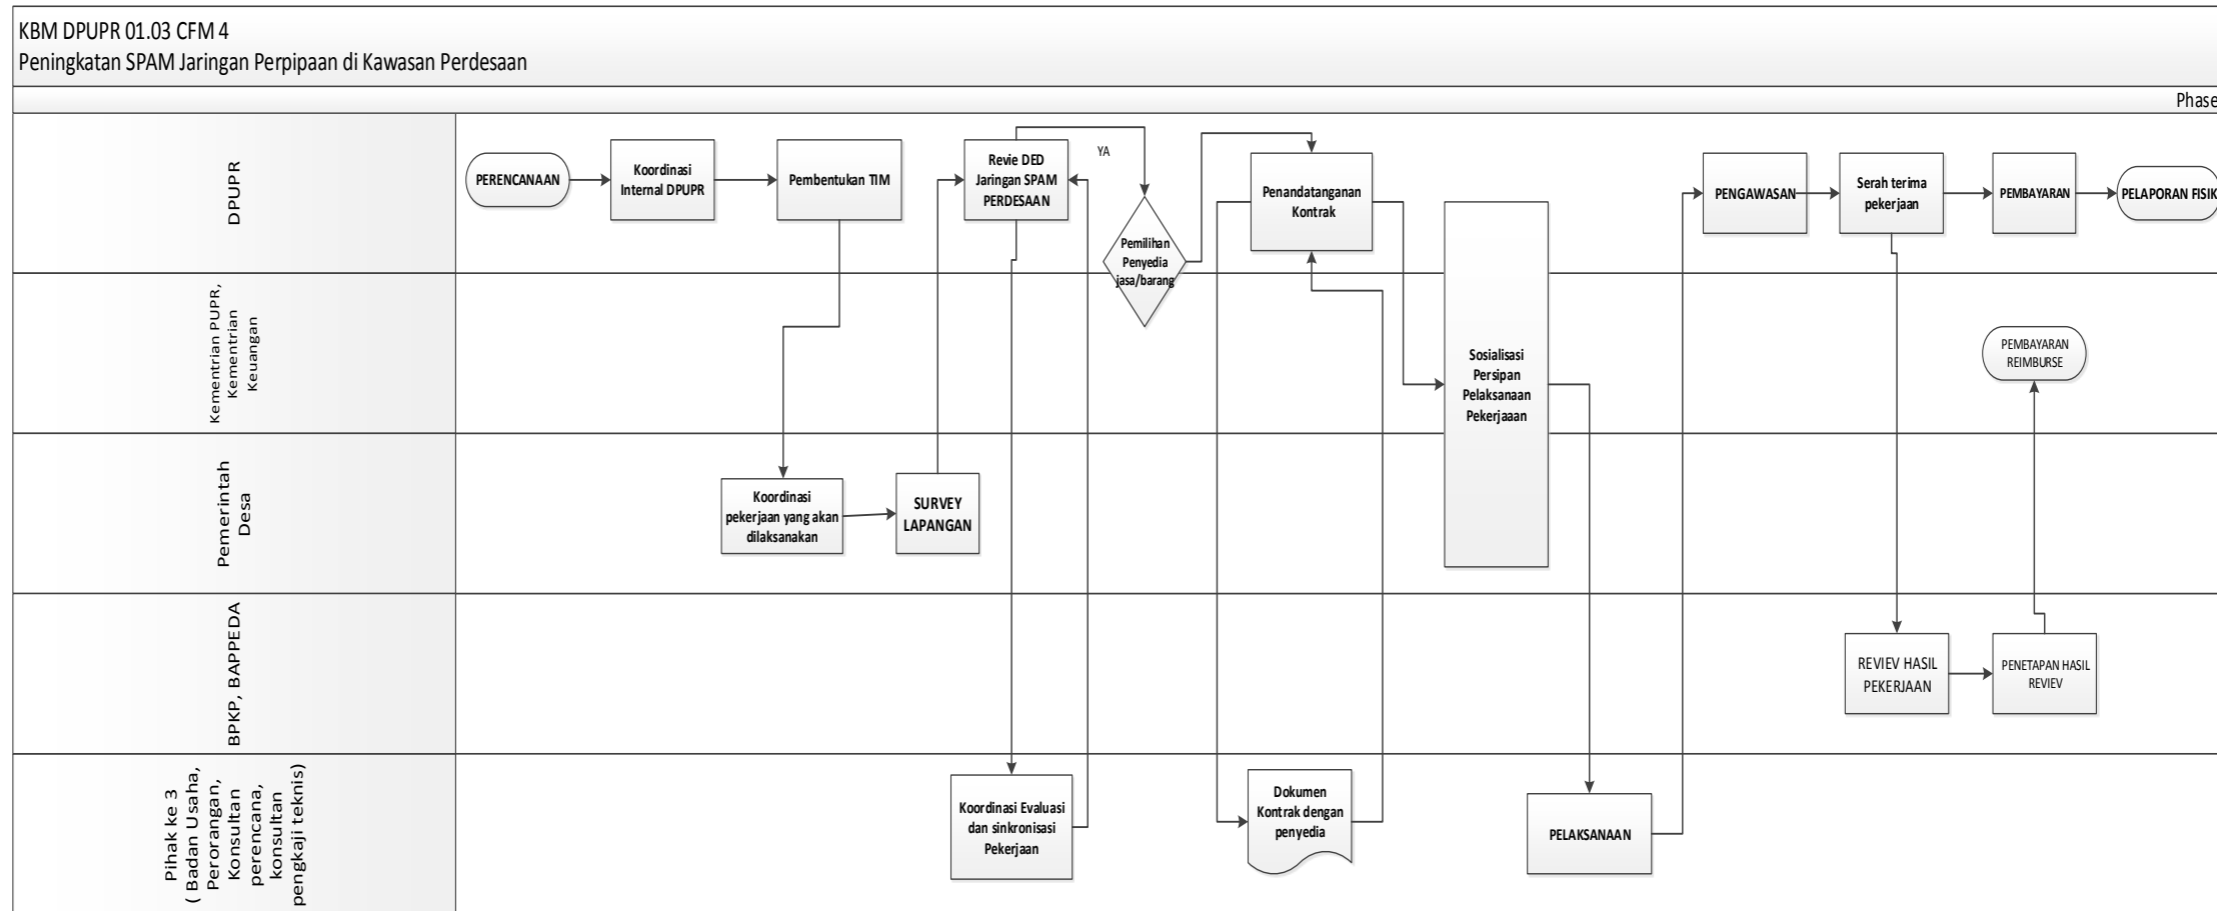 KBM DPUPR 01.03 CFM 4
Peningkatan SPAM Jaringan Perpipaan di Kawasan Perdesaan
Phase
DPUPR
PERENCANAAN
Koordinasi
Internal DPUPR
Pembentukan TIM
Revie DED
Jaringan SPAM
PERDESAAN
YA
Pemilihan
Penyedia
jasa/barang
Penandatanganan
Kontrak
PENGAWASAN
Serah terima
pekerjaan
PEMBAYARAN
PELAPORAN FISIK
Kementrian PUPR,
Kementrian
Keuangan
Sosialisasi
Persipan
Pelaksanaan
Pekerjaaan
PEMBAYARAN
REIMBURSE
Pemerintah
Desa
Koordinasi
pekerjaan yang akan
dilaksanakan
SURVEY
LAPANGAN
BPKP, BAPPEDA
REVIEV HASIL
PEKERJAAN
PENETAPAN HASIL
REVIEV
Pihak ke 3
( Badan Usaha,
Perorangan,
Konsultan
perencana,
konsultan
pengkaji teknis)
Koordinasi Evaluasi
dan sinkronisasi
Pekerjaan
Dokumen
Kontrak dengan
penyedia
PELAKSANAAN